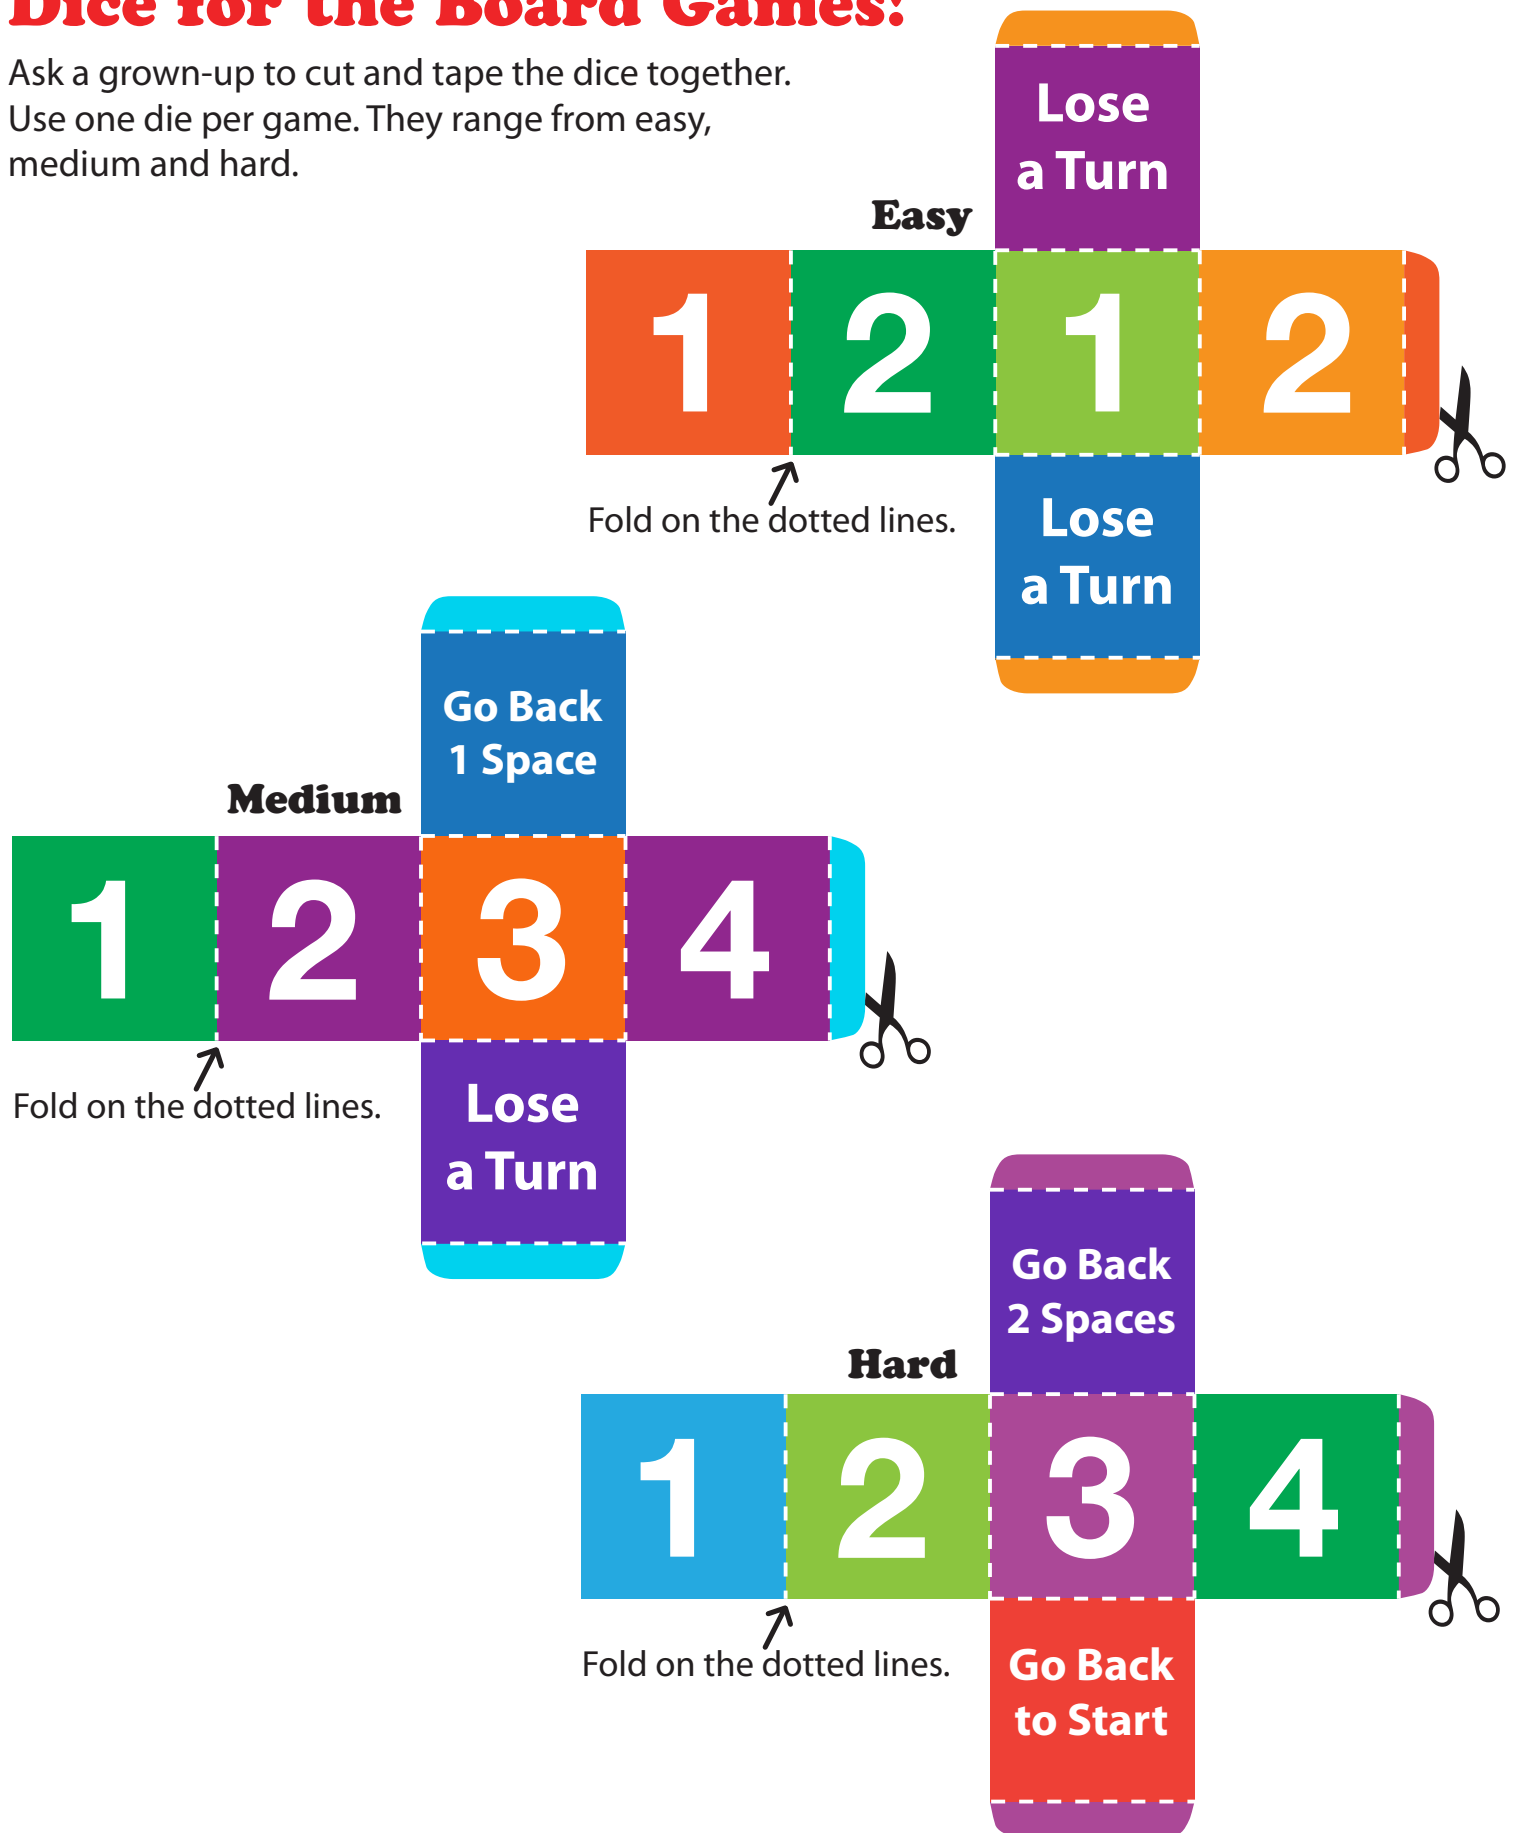 Dice for the Board Games!
Ask a grown-up to cut and tape the dice together.
Use one die per game. They range from easy,
medium and hard.
Easy
Lose
a Turn
1 2 1 2
Fold on the dotted lines.
Lose
a Turn
Medium
Go Back
1 Space
1 2 3 4
Fold on the dotted lines.
Lose
a Turn
Hard
Go Back
2 Spaces
1 2 3 4
Fold on the dotted lines.
Go Back
to Start